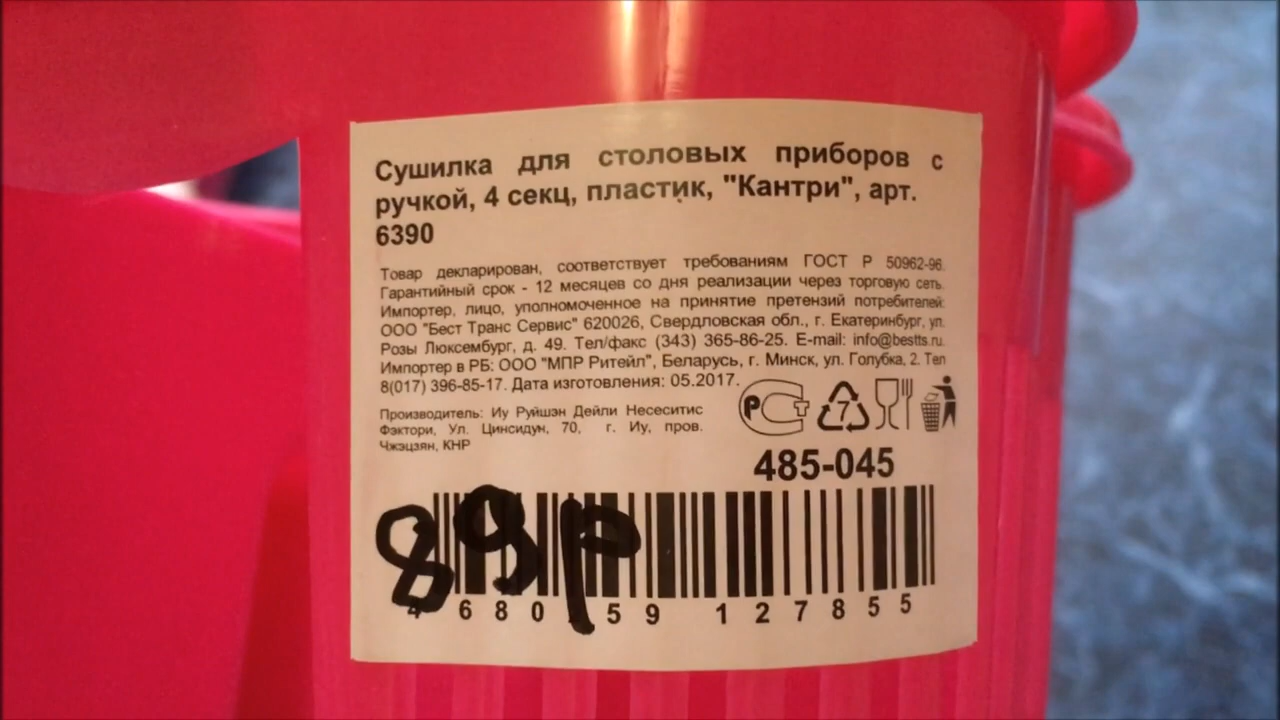 Сушилка для столовых приборов с
ручкой, 4 секц, пластик, "Кантри", арт.
6390
Товар декларирован, соответствует требованиям ГОСТ Р 50962-96.
Гарантийный срок - 12 месяцев со дня реализации через торговую сеть.
Импортер, лицо, уполномоченное на принятие претензий потребителей:
ООО "Бест Транс Сервис" 620026, Свердловская обл., г. Екатеринбург, ул.
Розы Люксембург, д. 49. Тел/факс (343) 365-86-25. E-mail: info@bestts.ru.
Импортер в РБ: ООО "МПР Ритейл", Беларусь, г. Минск, ул. Голубка, 2. Тел
8(017) 396-85-17. Дата изготовления: 05.2017.
Производитель: Иу Руйшэн Дейли Несеситис
Фэктори, Ул. Цинсидун, 70, г. Иу, пров.
Чжэцзян, КНР
РСТ
7
485-045
89р
4 680 59 127855